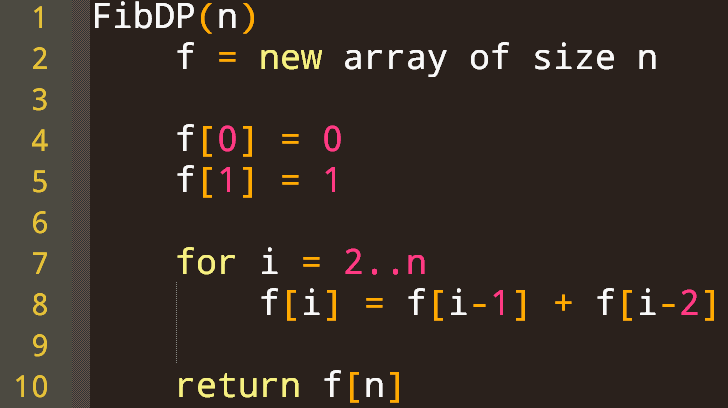 1 FibDP(n)
2     f = new array of size n
3
4     f[0] = 0
5     f[1] = 1
6
7     for i = 2..n
8         f[i] = f[i-1] + f[i-2]
9
10     return f[n]